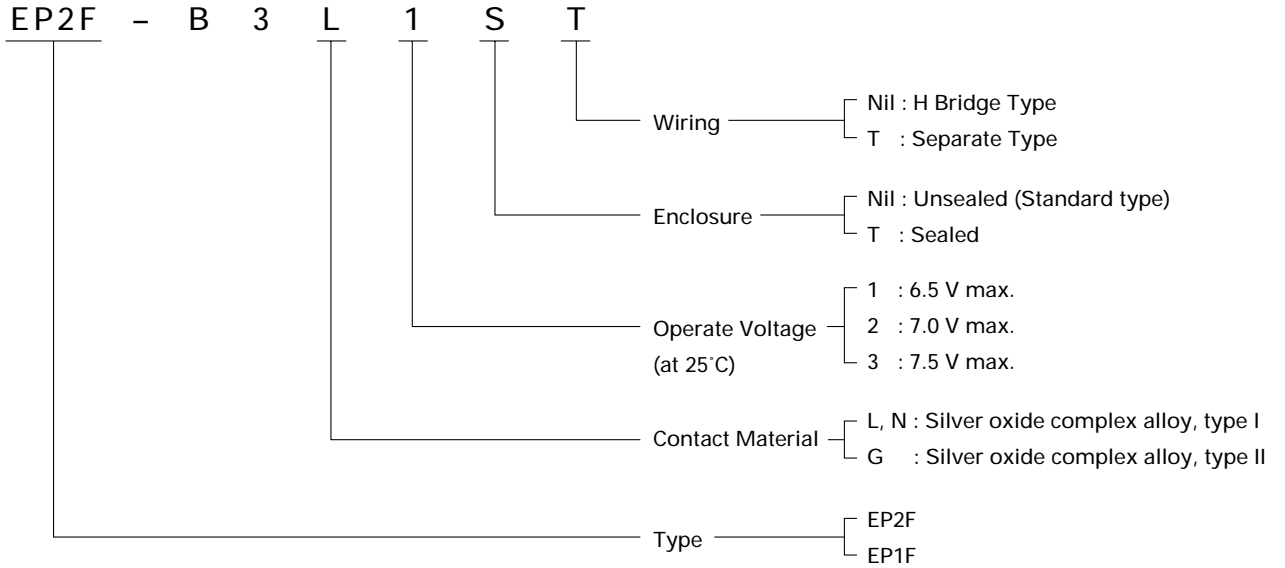 EP2F – B 3 L 1 S T
Wiring
Nil : H Bridge Type
T : Separate Type
Enclosure
Nil : Unsealed (Standard type)
T : Sealed
Operate Voltage
(at 25˚C)
1 : 6.5 V max.
2 : 7.0 V max.
3 : 7.5 V max.
Contact Material
L, N : Silver oxide complex alloy, type I
G : Silver oxide complex alloy, type II
Type
EP2F
EP1F